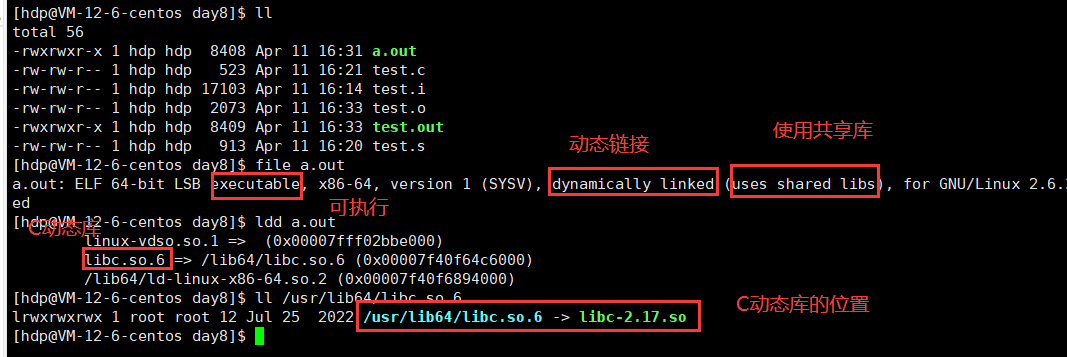 [hdp@VM-12-6-centos day8]$ ll
total 56
-rwxrwxr-x 1 hdp hdp  8408 Apr 11 16:31 a.out
-rw-rw-r-- 1 hdp hdp   523 Apr 11 16:21 test.c
-rw-rw-r-- 1 hdp hdp 17103 Apr 11 16:14 test.i
-rw-rw-r-- 1 hdp hdp  2073 Apr 11 16:33 test.o
-rwxrwxr-x 1 hdp hdp  8409 Apr 11 16:33 test.out
-rw-rw-r-- 1 hdp hdp   913 Apr 11 16:20 test.s
动态链接
使用共享库
[hdp@VM-12-6-centos day8]$ file a.out
a.out: ELF 64-bit LSB executable, x86-64, version 1 (SYSV), dynamically linked (uses shared libs), for GNU/Linux 2.6.
ed
可执行
[hdp@VM-12-6-centos day8]$ ldd a.out
C动态库
linux-vdso.so.1 =>  (0x00007fff02bbe000)
libc.so.6 => /lib64/libc.so.6 (0x00007f40f64c6000)
/lib64/ld-linux-x86-64.so.2 (0x00007f40f6894000)
[hdp@VM-12-6-centos day8]$ ll /usr/lib64/libc.so.6
C动态库的位置
lrwxrwxrwx 1 root root 12 Jul 25  2022 /usr/lib64/libc.so.6 -> libc-2.17.so
[hdp@VM-12-6-centos day8]$